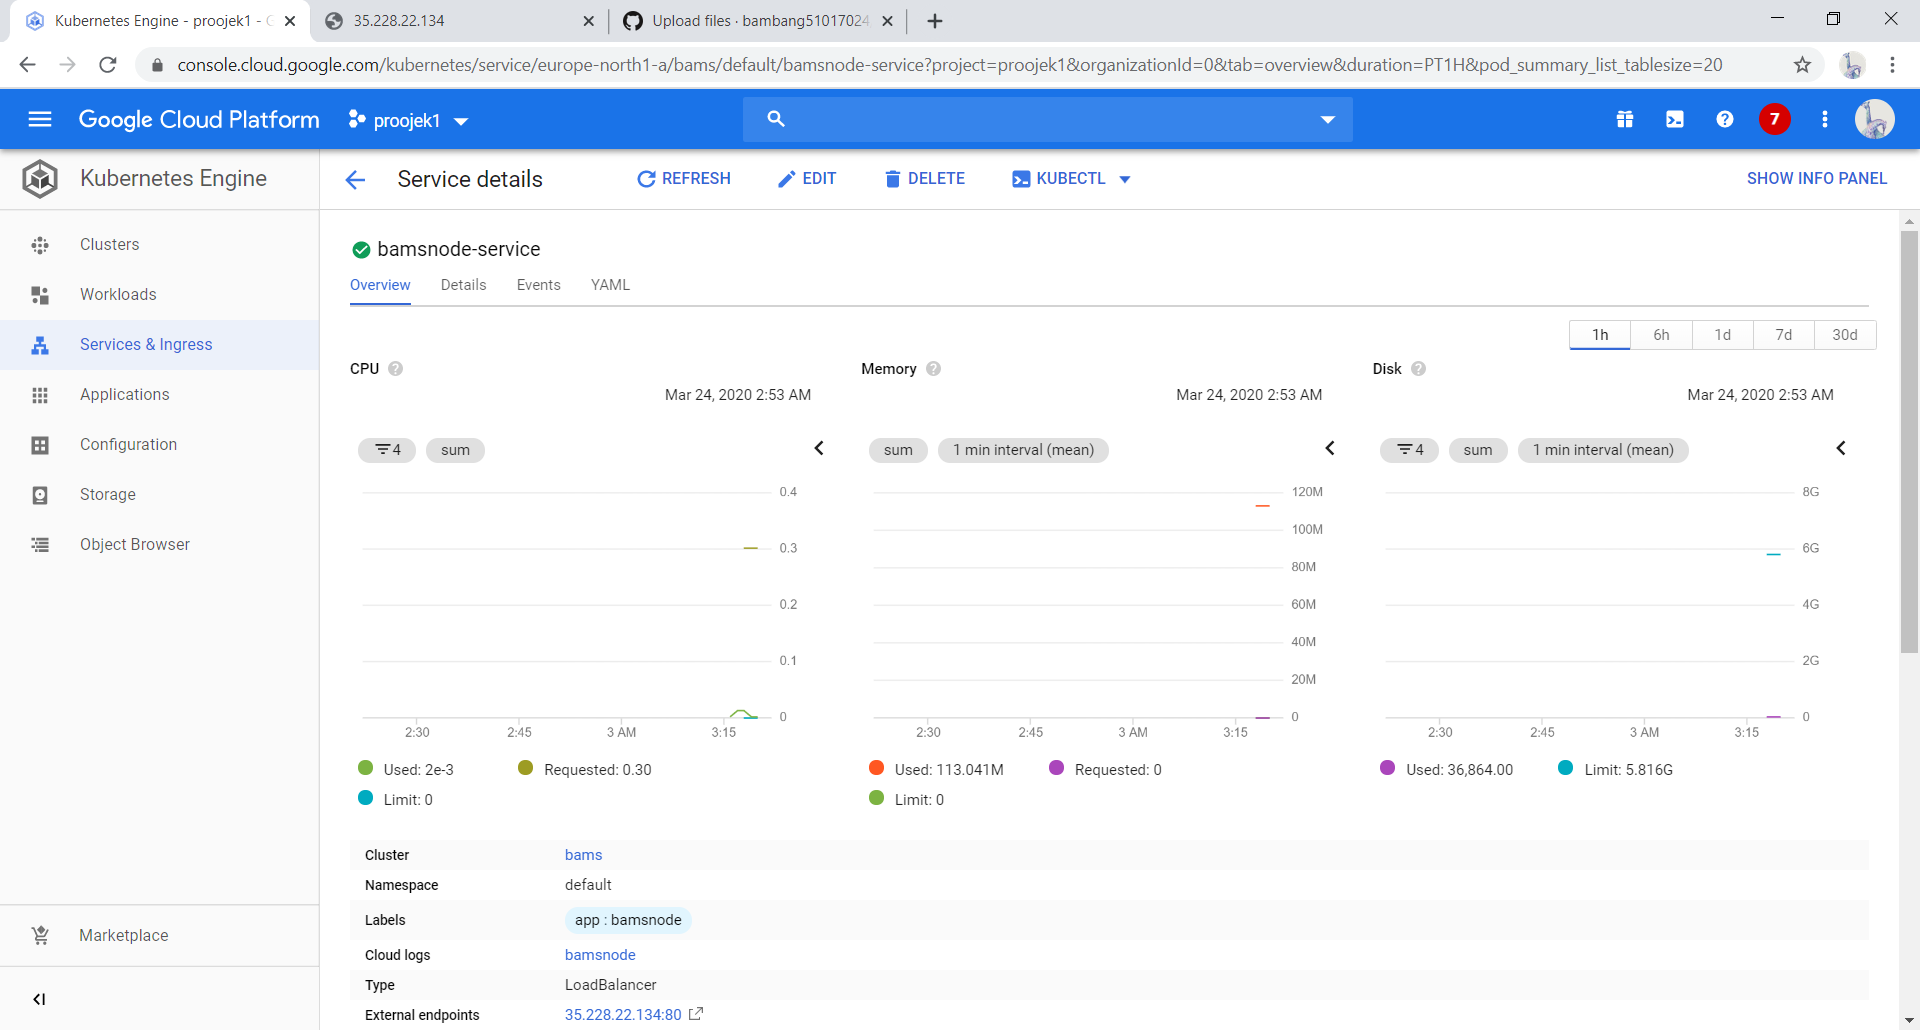 Kubernetes Engine - proojek1 - G
35.228.22.134
Upload files · bambang51017024
console.cloud.google.com/kubernetes/service/europe-north1-a/bams/default/bamsnode-service?project=proojek1&organizationId=0&tab=overview&duration=PT1H&pod_summary_list_tablesize=20
Google Cloud Platform
proojek1
7
Kubernetes Engine
Service details
REFRESH
EDIT
DELETE
KUBECTL
SHOW INFO PANEL
Clusters
Workloads
Services & Ingress
Applications
Configuration
Storage
Object Browser
Marketplace
bamsnode-service
Overview
Details
Events
YAML
1h
6h
1d
7d
30d
CPU
Mar 24, 2020 2:53 AM
4
sum
0.4
0.3
0.2
0.1
0
2:30
2:45
3 AM
3:15
Used: 2e-3
Requested: 0.30
Limit: 0
Memory
Mar 24, 2020 2:53 AM
sum
1 min interval (mean)
120M
100M
80M
60M
40M
20M
0
2:30
2:45
3 AM
3:15
Used: 113.041M
Requested: 0
Limit: 0
Disk
Mar 24, 2020 2:53 AM
4
sum
1 min interval (mean)
8G
6G
4G
2G
0
2:30
2:45
3 AM
3:15
Used: 36,864.00
Limit: 5.816G
Cluster
bams
Namespace
default
Labels
app : bamsnode
Cloud logs
bamsnode
Type
LoadBalancer
External endpoints
35.228.22.134:80